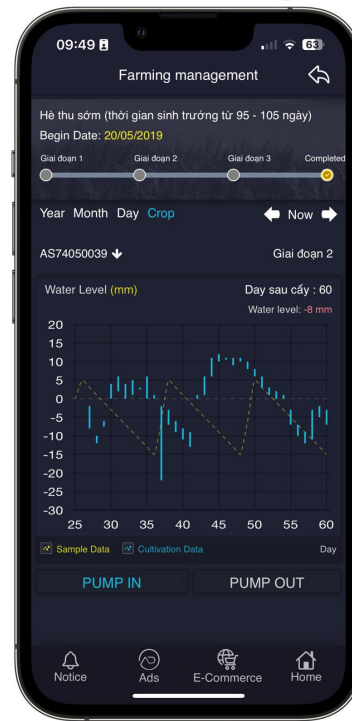 09:49 63
Farming management
Hè thu sớm (thời gian sinh trưởng từ 95 - 105 ngày)
Begin Date: 20/05/2019
Giai đoạn 1 Giai đoạn 2 Giai đoạn 3 Completed
Year Month Day Crop Now
AS74050039 Giai đoạn 2
Water Level (mm) Day sau cấy : 60
Water level: -8 mm
20
15
10
5
0
-5
-10
-15
-20
-25
-30
25 30 35 40 45 50 55 60
Sample Data Cultivation Data Day
PUMP IN PUMP OUT
Notice Ads E-Commerce Home